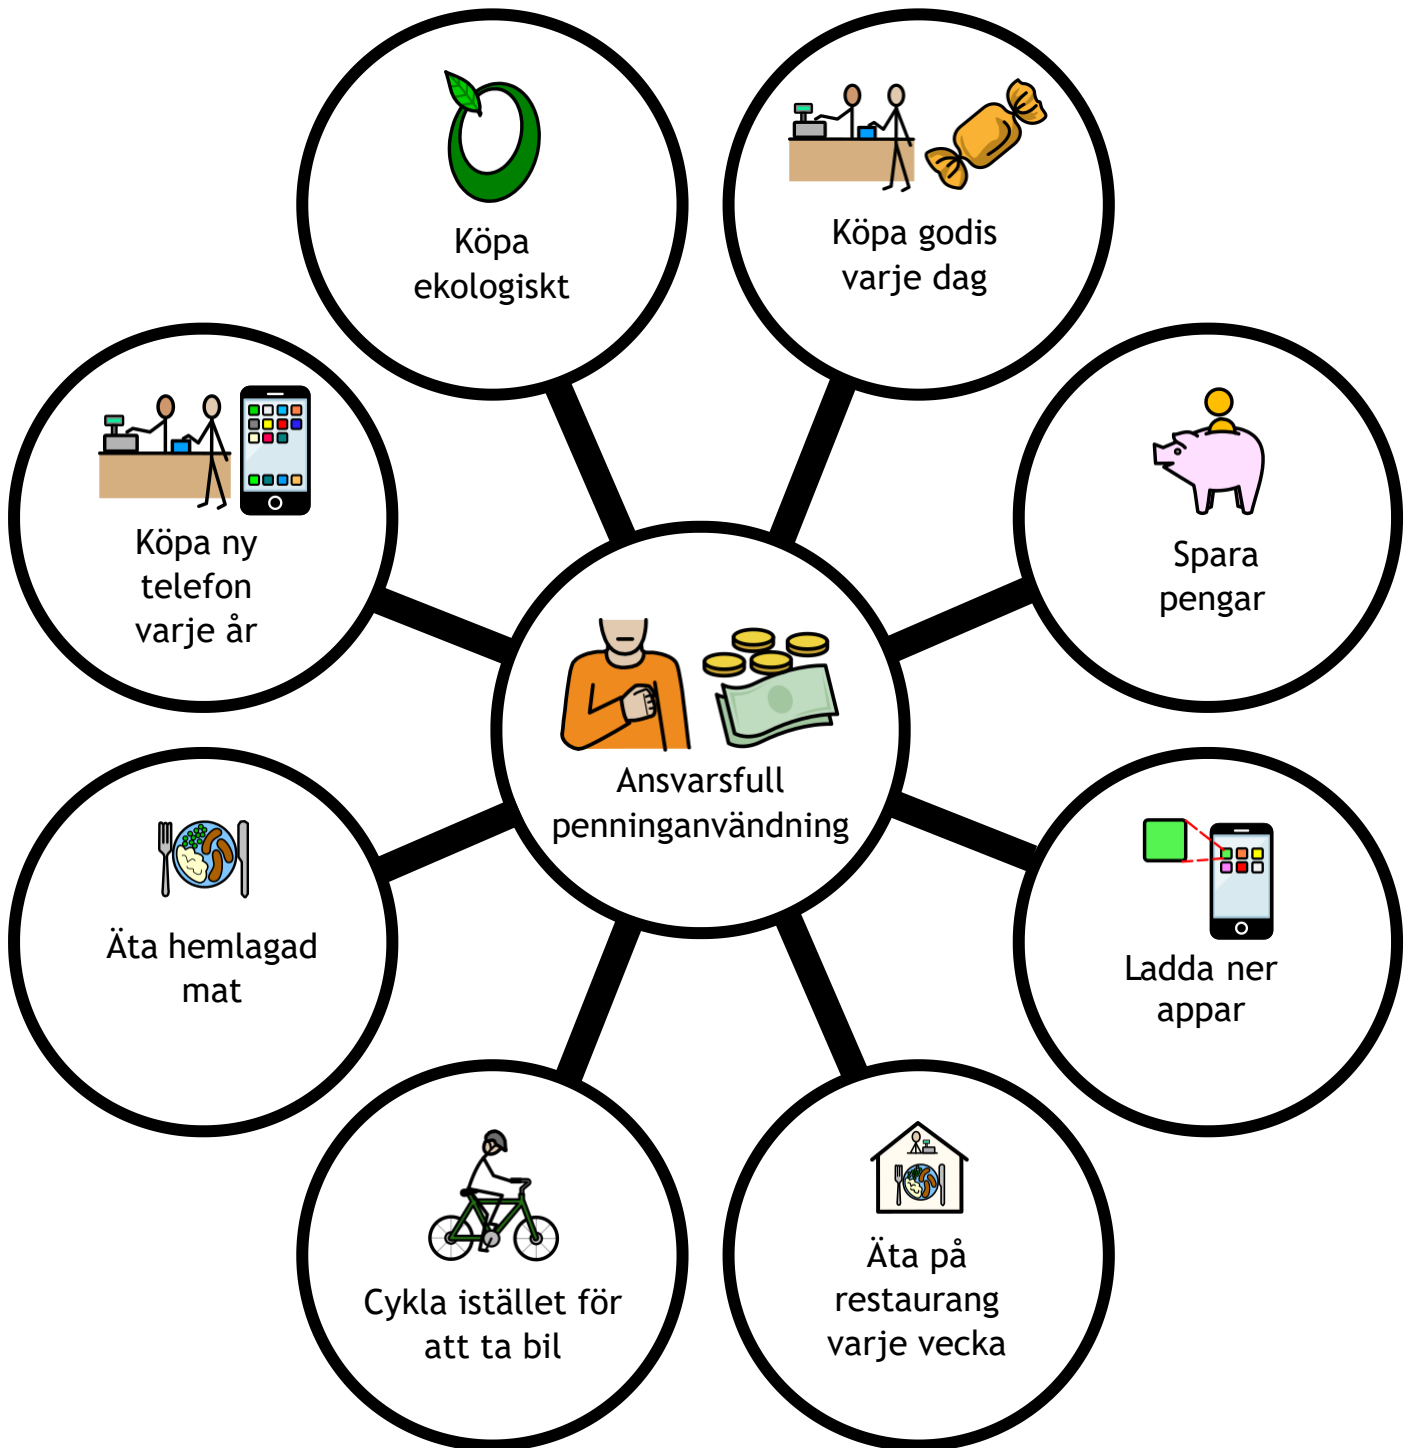 Köpa
ekologiskt
Köpa godis
varje dag
Köpa ny
telefon
varje år
Spara
pengar
Ansvarsfull
penninganvändning
Äta hemlagad
mat
Ladda ner
appar
Cykla istället för
att ta bil
Äta på
restaurang
varje vecka